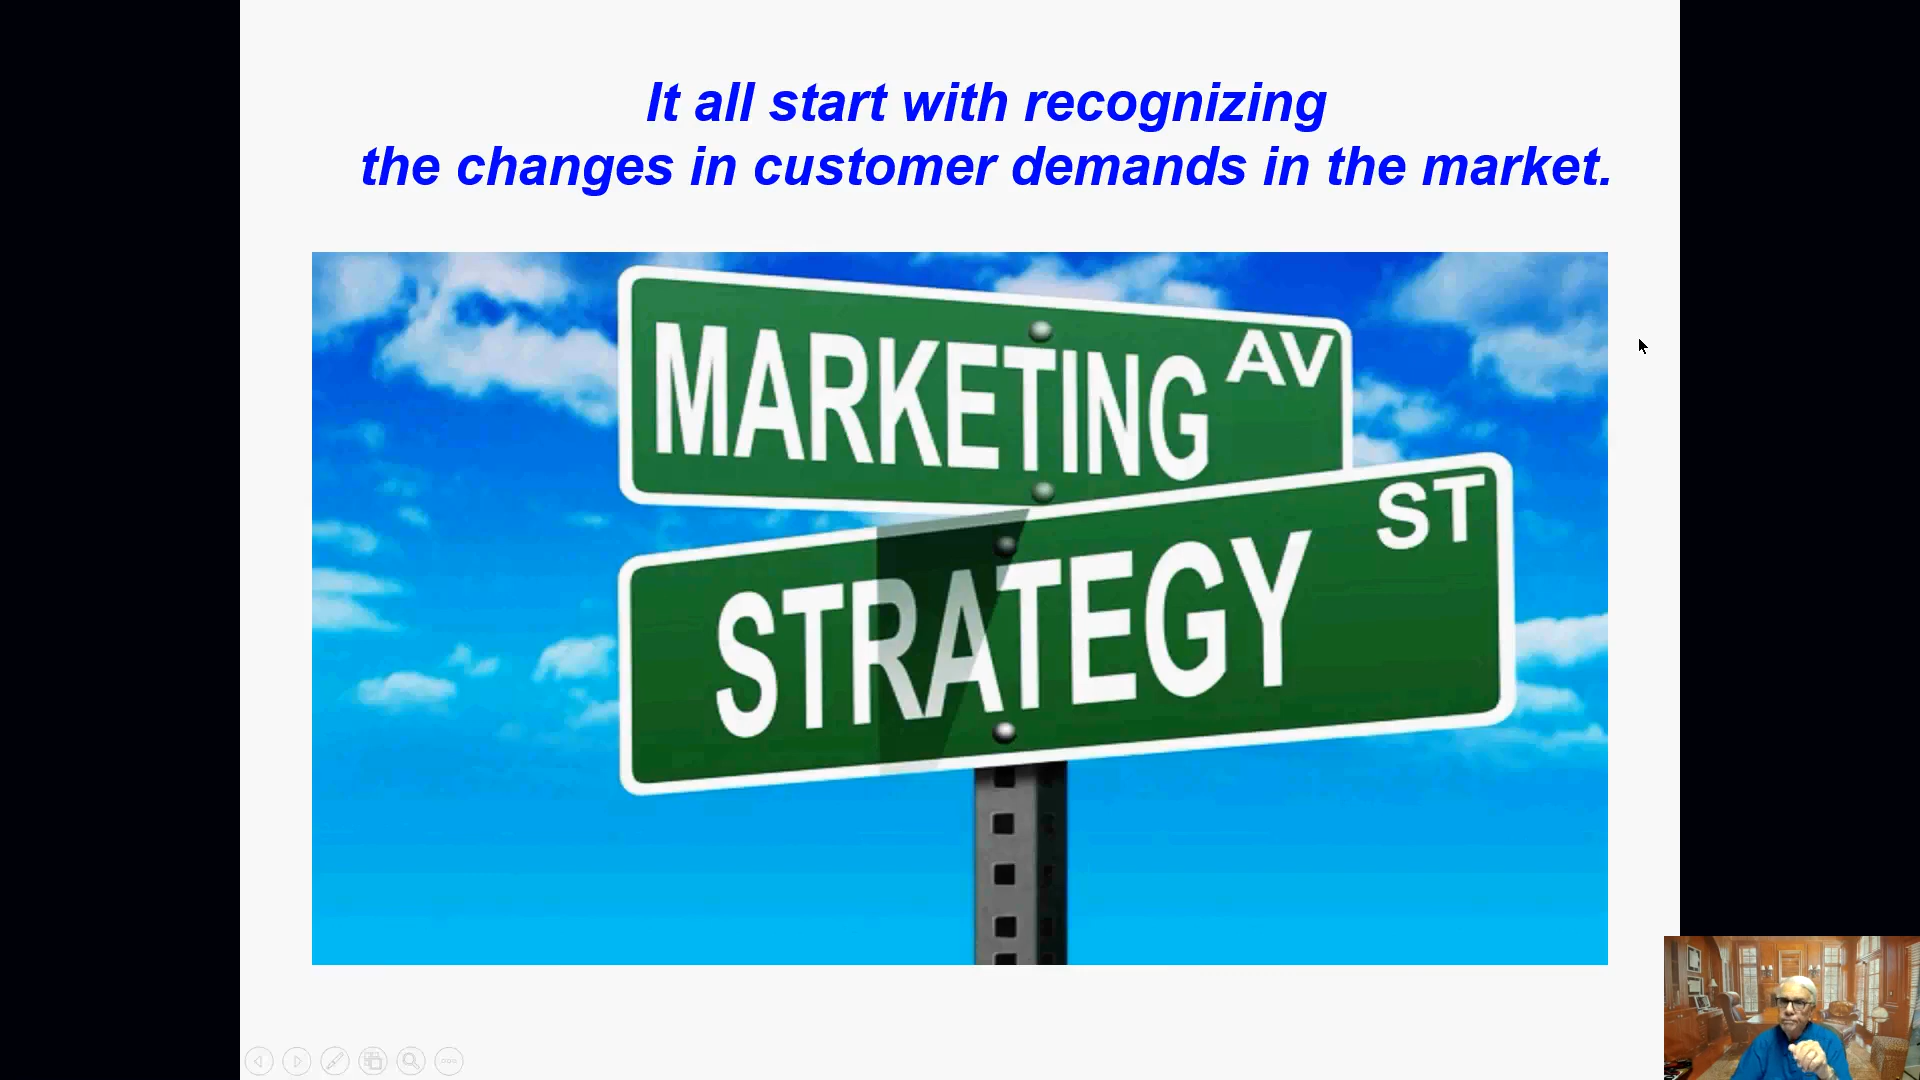 It all start with recognizing
the changes in customer demands in the market.
MARKETING AV
STRATEGY ST